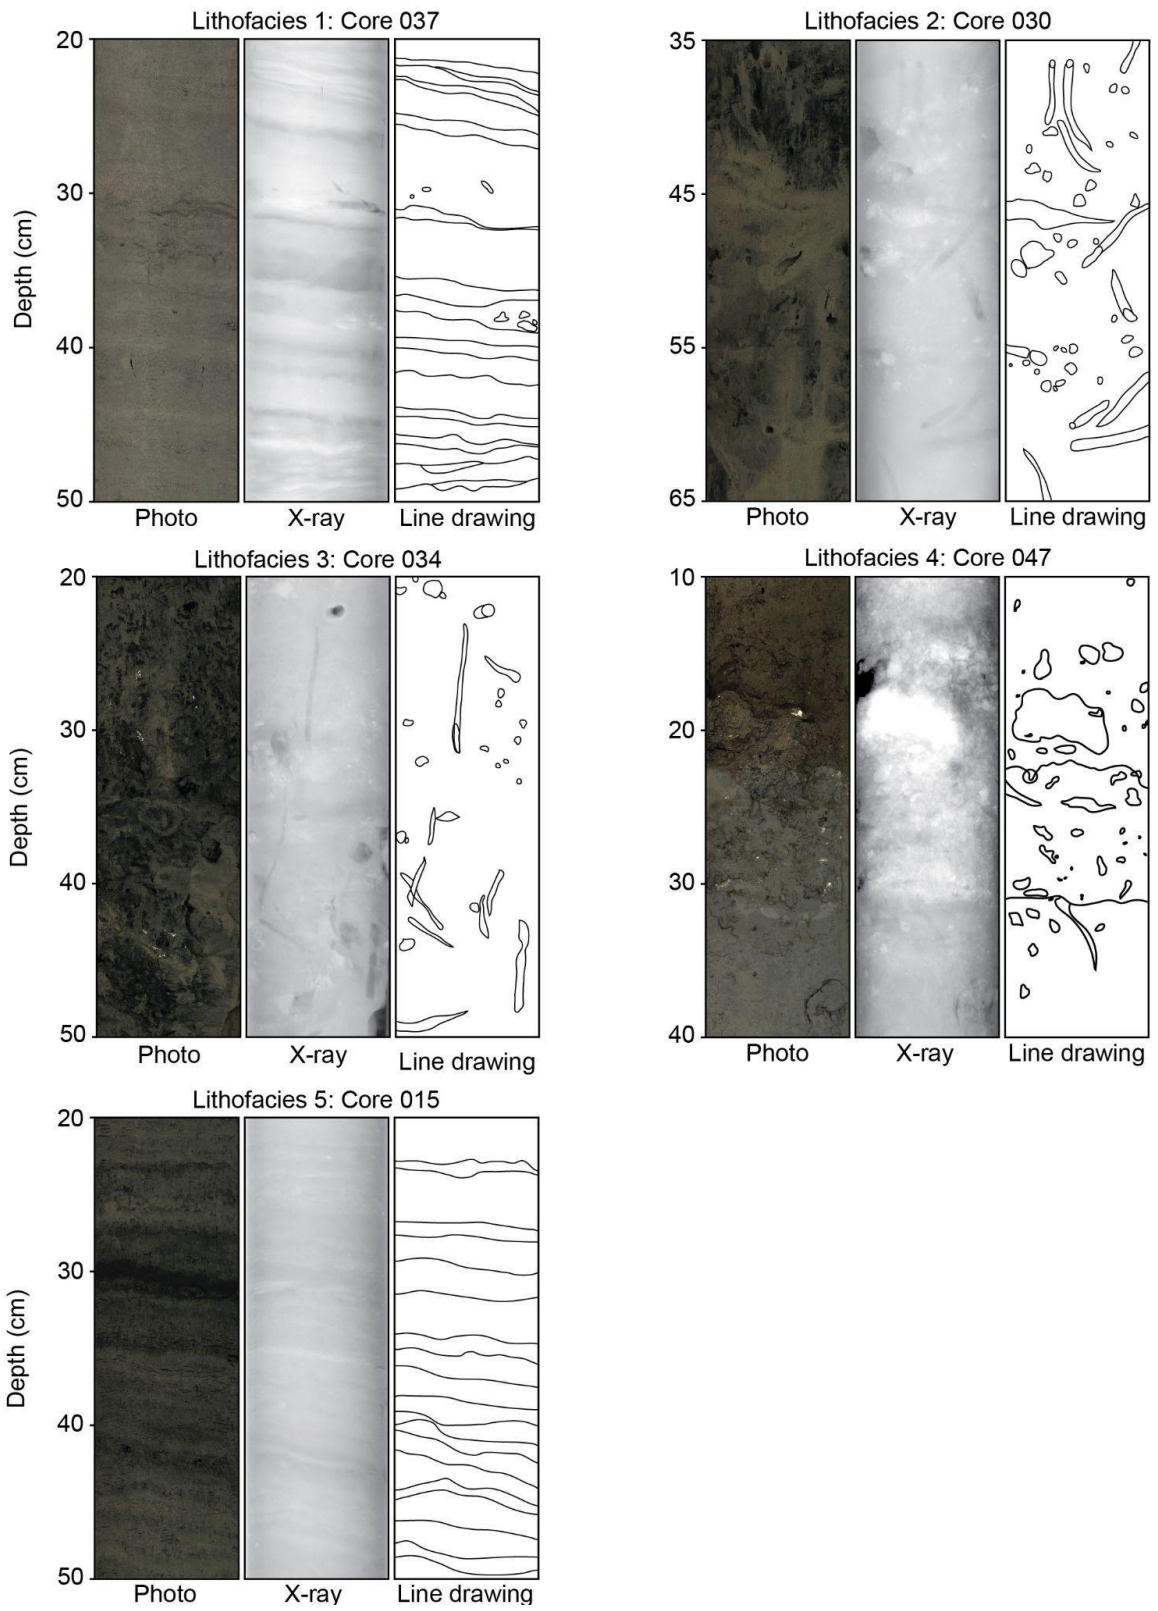 Lithofacies 1: Core 037
20
30
40
50
Depth (cm)
Photo
X-ray
Line drawing
Lithofacies 2: Core 030
35
45
55
65
Photo
X-ray
Line drawing
Lithofacies 3: Core 034
20
30
40
50
Depth (cm)
Photo
X-ray
Line drawing
Lithofacies 4: Core 047
10
20
30
40
Photo
X-ray
Line drawing
Lithofacies 5: Core 015
20
30
40
50
Depth (cm)
Photo
X-ray
Line drawing